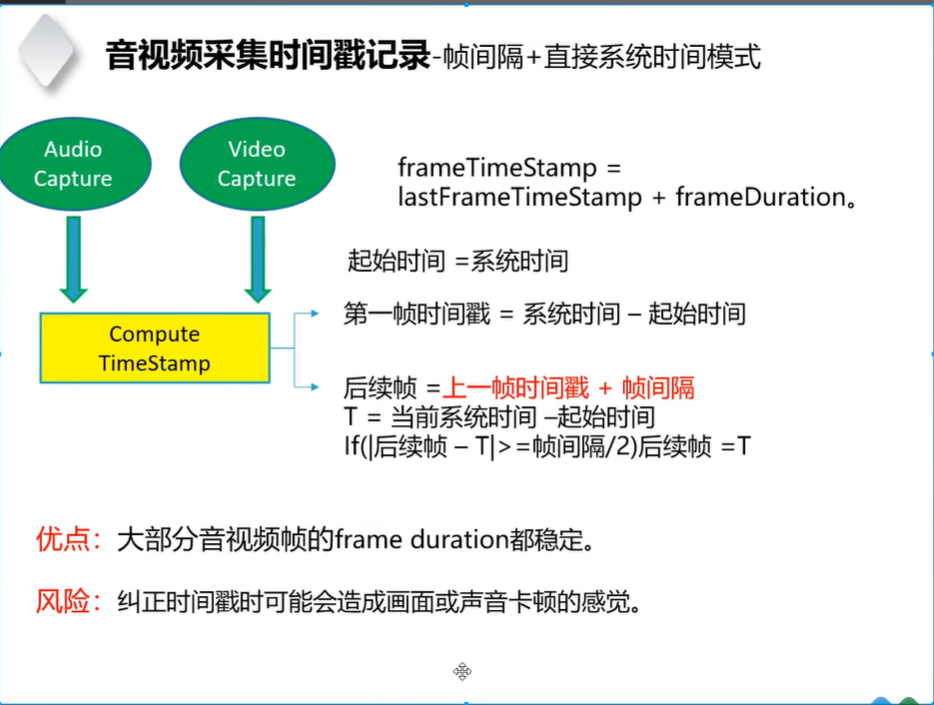 音视频采集时间戳记录-帧间隔+直接系统时间模式
Audio
Capture
Video
Capture
frameTimeStamp =
lastFrameTimeStamp + frameDuration。
起始时间 =系统时间
第一帧时间戳 = 系统时间 – 起始时间
Compute
TimeStamp
后续帧 =上一帧时间戳 + 帧间隔
T = 当前系统时间 –起始时间
If(|后续帧 – T|>=帧间隔/2)后续帧 =T
优点：大部分音视频帧的frame duration都稳定。
风险：纠正时间戳时可能会造成画面或声音卡顿的感觉。